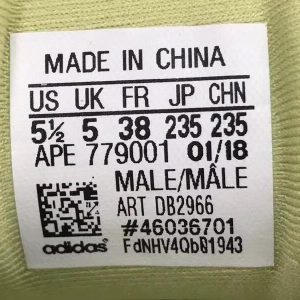 MADE IN CHINA
US UK FR JP CHN
5½ 5 38 235 235
APE 779001 01/18
MALE/MÂLE
ART DB2966
#46036701
adidas FdNHV4Qb01943